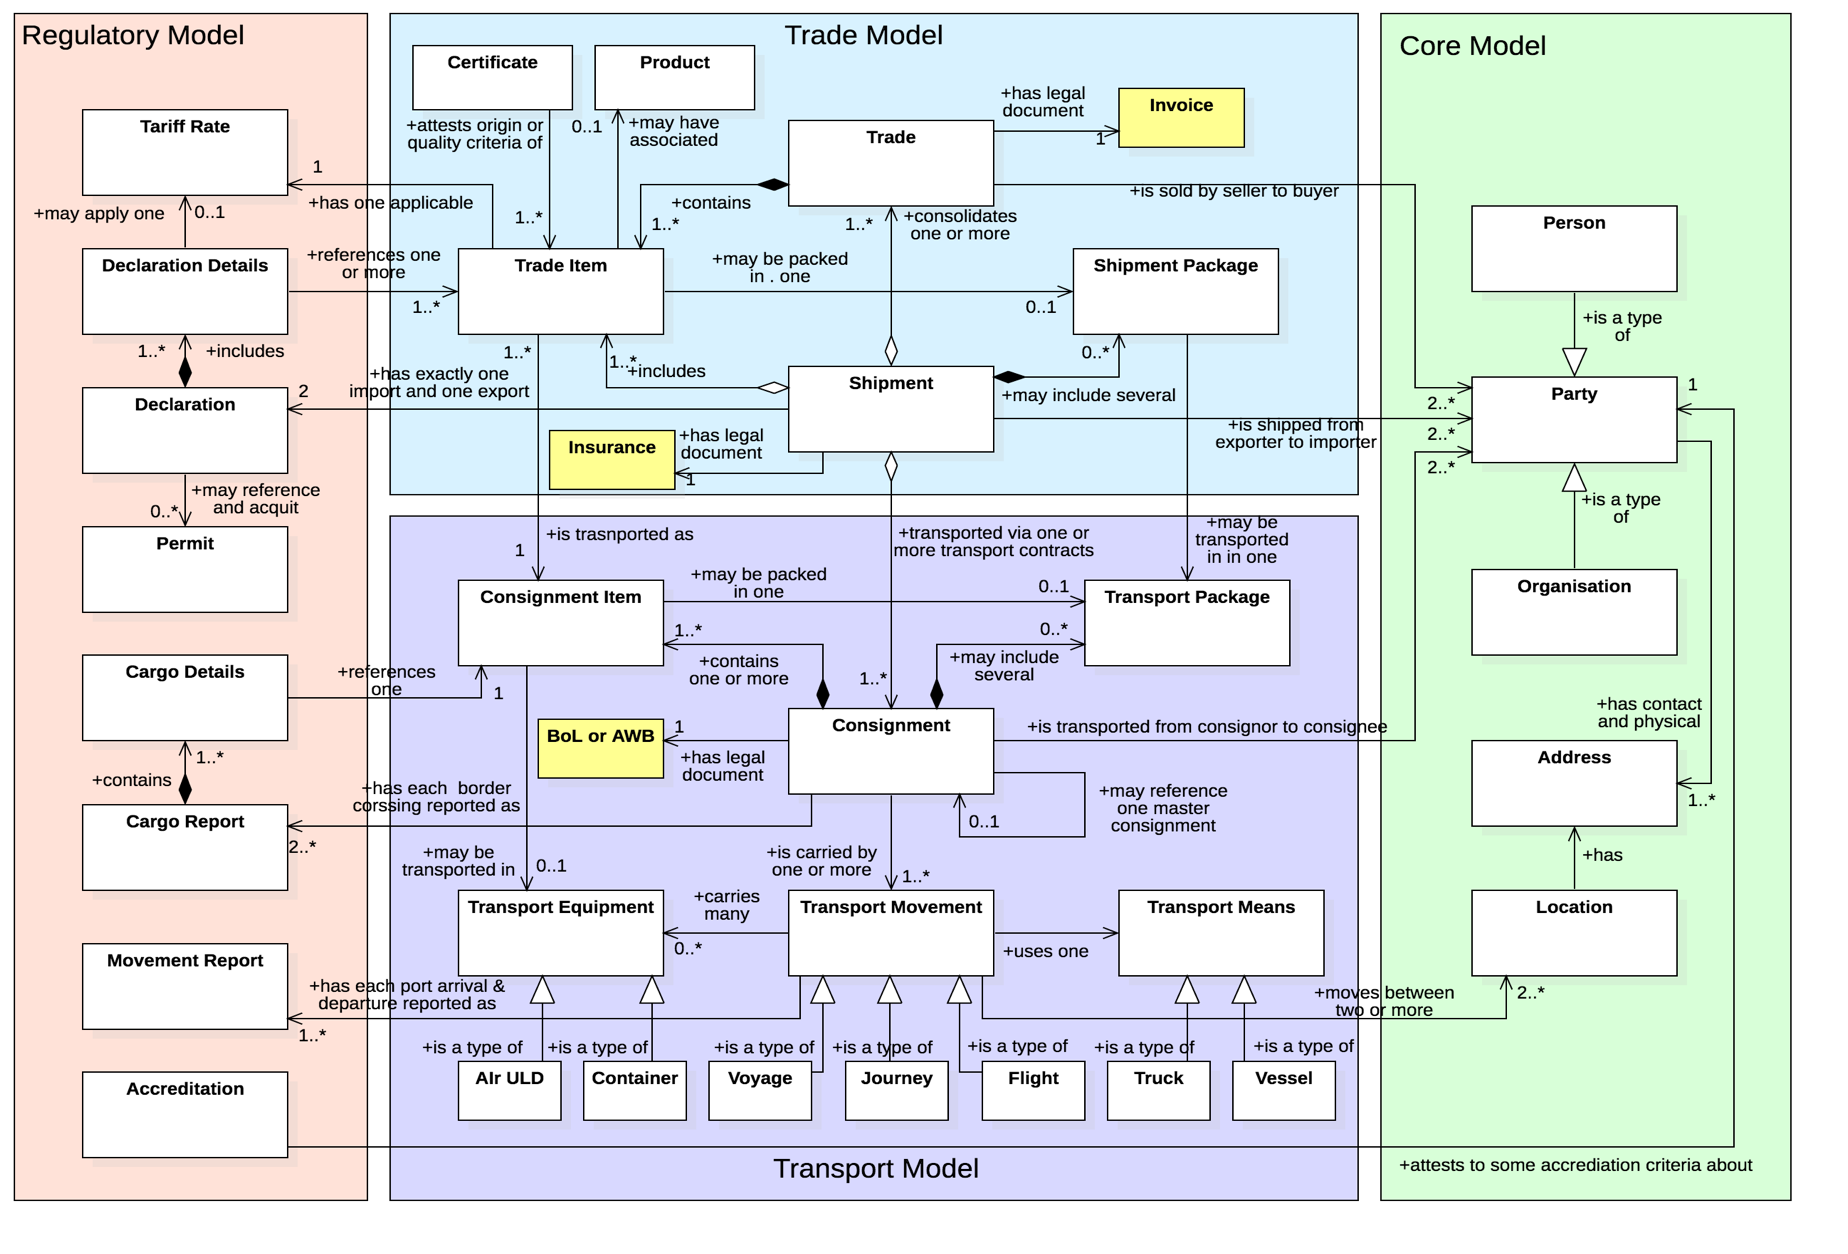 Regulatory Model
Trade Model
Core Model
Certificate
Product
+has legal
document
Invoice
1
Tariff Rate
+attests origin or
quality criteria of
0..1
+may have
associated
Trade
1
+has one applicable
+contains
1..*
1..*
+is sold by seller to buyer
+may apply one
0..1
1..*
+consolidates
one or more
Person
Declaration Details
+references one
or more
1..*
Trade Item
+may be packed
in . one
0..1
Shipment Package
+is a type
of
1..*
+includes
1..*
1..*
+includes
0..*
+has exactly one
import and one export
2
Declaration
Shipment
+may include several
Party
1
2..*
+is shipped from
exporter to importer
2..*
2..*
Insurance
+has legal
document
1
+may reference
and acquit
0..*
Permit
+is a type
of
+is trasnported as
1
+transported via one or
more transport contracts
+may be
transported
in in one
Consignment Item
+may be packed
in one
0..1
Transport Package
Organisation
1..*
+contains
one or more
0..*
+may include
several
Cargo Details
+references
one
1
1..*
+has contact
and physical
BoL or AWB
1
+has legal
document
Consignment
+is transported from consignor to consignee
Address
1..*
1..*
+contains
+has each  border
corssing reported as
0..1
+may reference
one master
consignment
Cargo Report
2..*
+may be
transported in
0..1
+is carried by
one or more
1..*
+has
Transport Equipment
+carries
many
0..*
Transport Movement
+uses one
Transport Means
Location
Movement Report
+has each port arrival &
departure reported as
1..*
+moves between
two or more
2..*
+is a type of
+is a type of
+is a type of
+is a type of
+is a type of
+is a type of
+is a type of
Accreditation
AIr ULD
Container
Voyage
Journey
Flight
Truck
Vessel
Transport Model
+attests to some accrediation criteria about